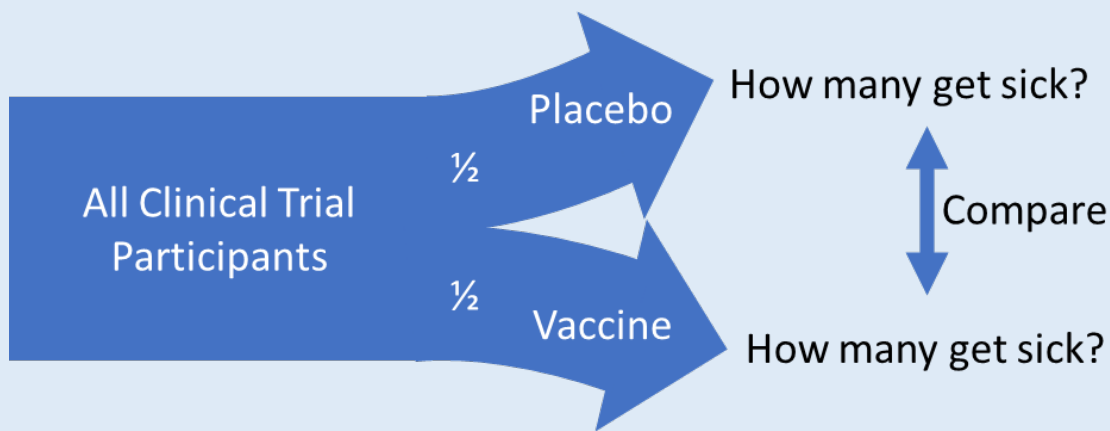 How many get sick?
Placebo
½
All Clinical Trial
Participants
Compare
½
Vaccine
How many get sick?